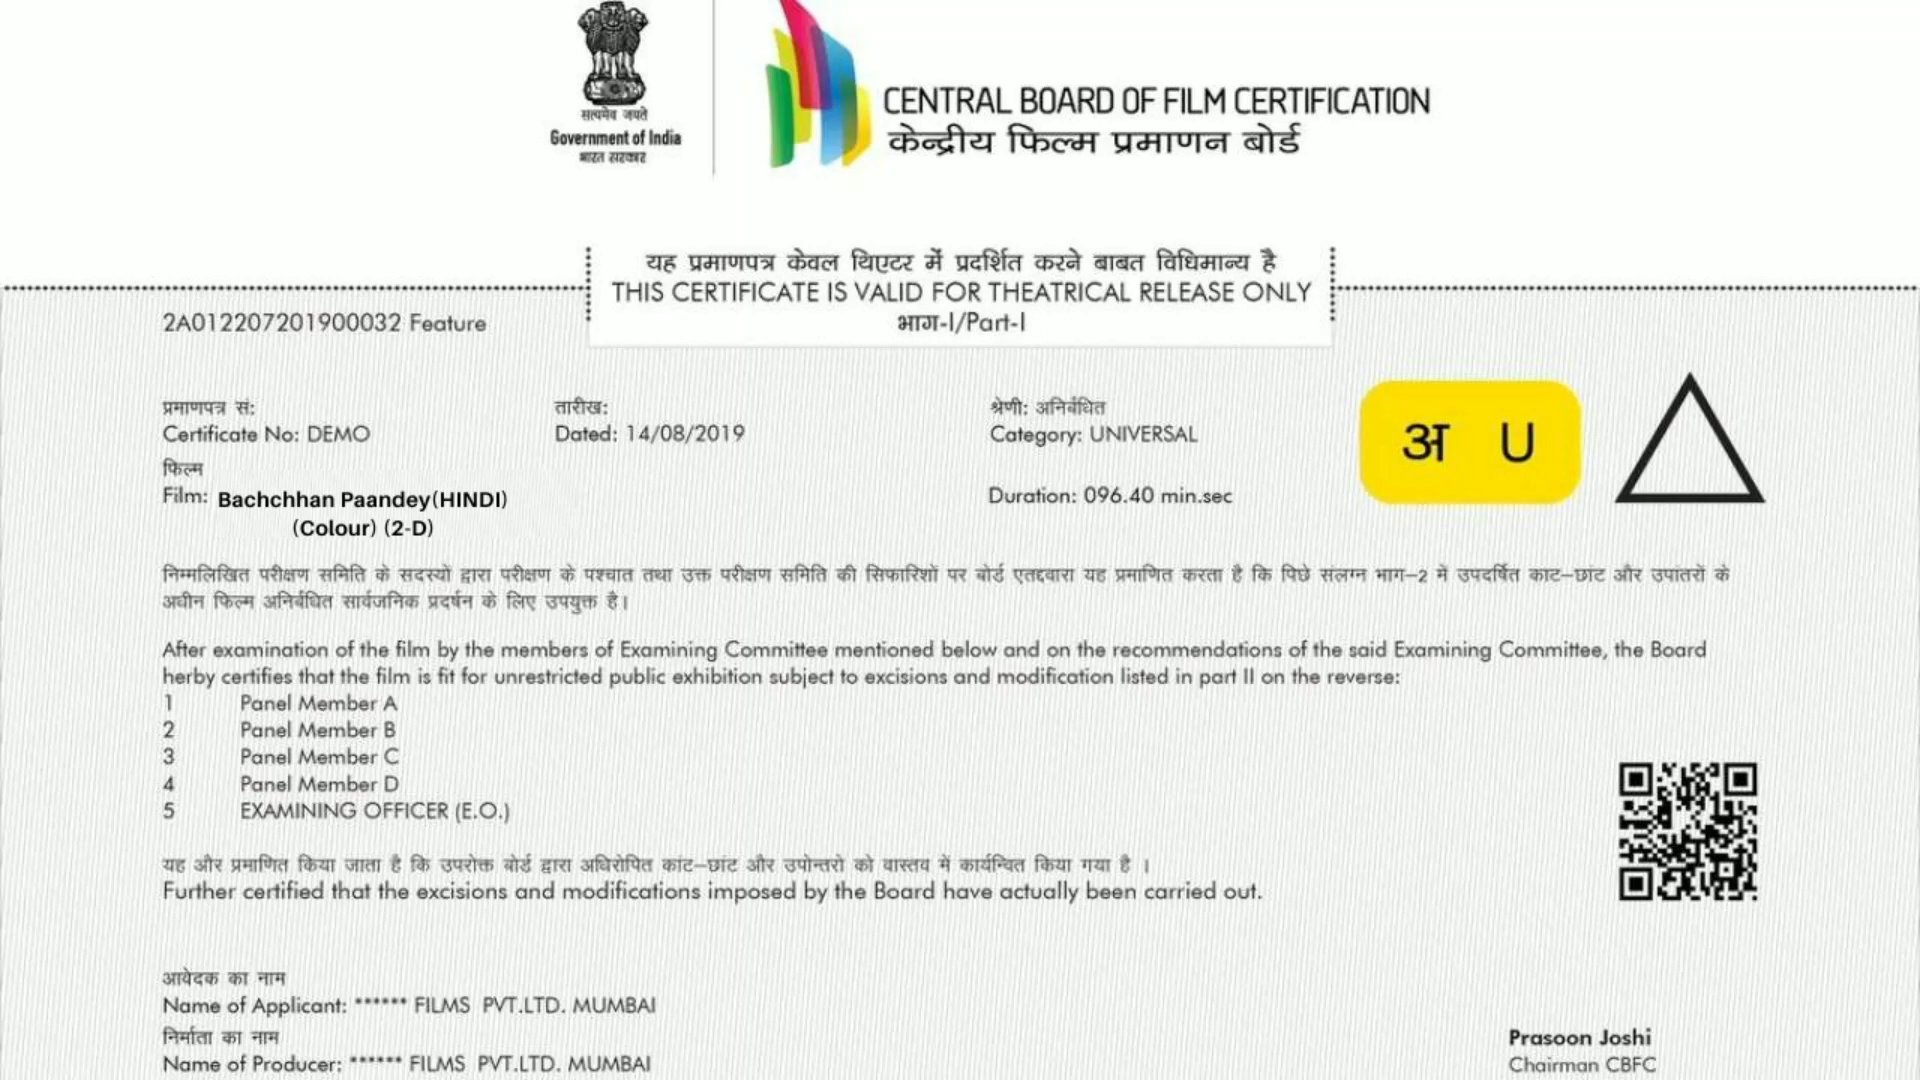 सत्यमेव जयते
Government of India
भारत सरकार
CENTRAL BOARD OF FILM CERTIFICATION
केन्द्रीय फिल्म प्रमाणन बोर्ड
यह प्रमाणपत्र केवल थिएटर में प्रदर्शित करने बाबत विधिमान्य है
THIS CERTIFICATE IS VALID FOR THEATRICAL RELEASE ONLY
भाग-I/Part-I
2A012207201900032 Feature
प्रमाणपत्र सं: तारीख: श्रेणी: अनिर्बंधित
Certificate No: DEMO Dated: 14/08/2019 Category: UNIVERSAL
अ U
फिल्म
Film: Bachchhan Paandey(HINDI) Duration: 096.40 min.sec
(Colour) (2-D)
निम्नलिखित परीक्षण समिति के सदस्यों द्वारा परीक्षण के पश्चात तथा उक्त परीक्षण समिति की सिफारिशों पर बोर्ड एतद्दवारा यह प्रमाणित करता है कि पिछे संलग्न भाग–2 में उपदर्षित काट–छांट और उपांतरों के
अधीन फिल्म अनिर्बंधित सार्वजनिक प्रदर्षन के लिए उपयुक्त है।
After examination of the film by the members of Examining Committee mentioned below and on the recommendations of the said Examining Committee, the Board
herby certifies that the film is fit for unrestricted public exhibition subject to excisions and modification listed in part II on the reverse:
1 Panel Member A
2 Panel Member B
3 Panel Member C
4 Panel Member D
5 EXAMINING OFFICER (E.O.)
यह और प्रमाणित किया जाता है कि उपरोक्त बोर्ड द्वारा अधिरोपित कांट–छांट और उपोन्तरो को वास्तव में कार्यन्वित किया गया है ।
Further certified that the excisions and modifications imposed by the Board have actually been carried out.
आवेदक का नाम
Name of Applicant: ****** FILMS PVT.LTD. MUMBAI
निर्माता का नाम
Name of Producer: ****** FILMS PVT.LTD. MUMBAI
Prasoon Joshi
Chairman CBFC